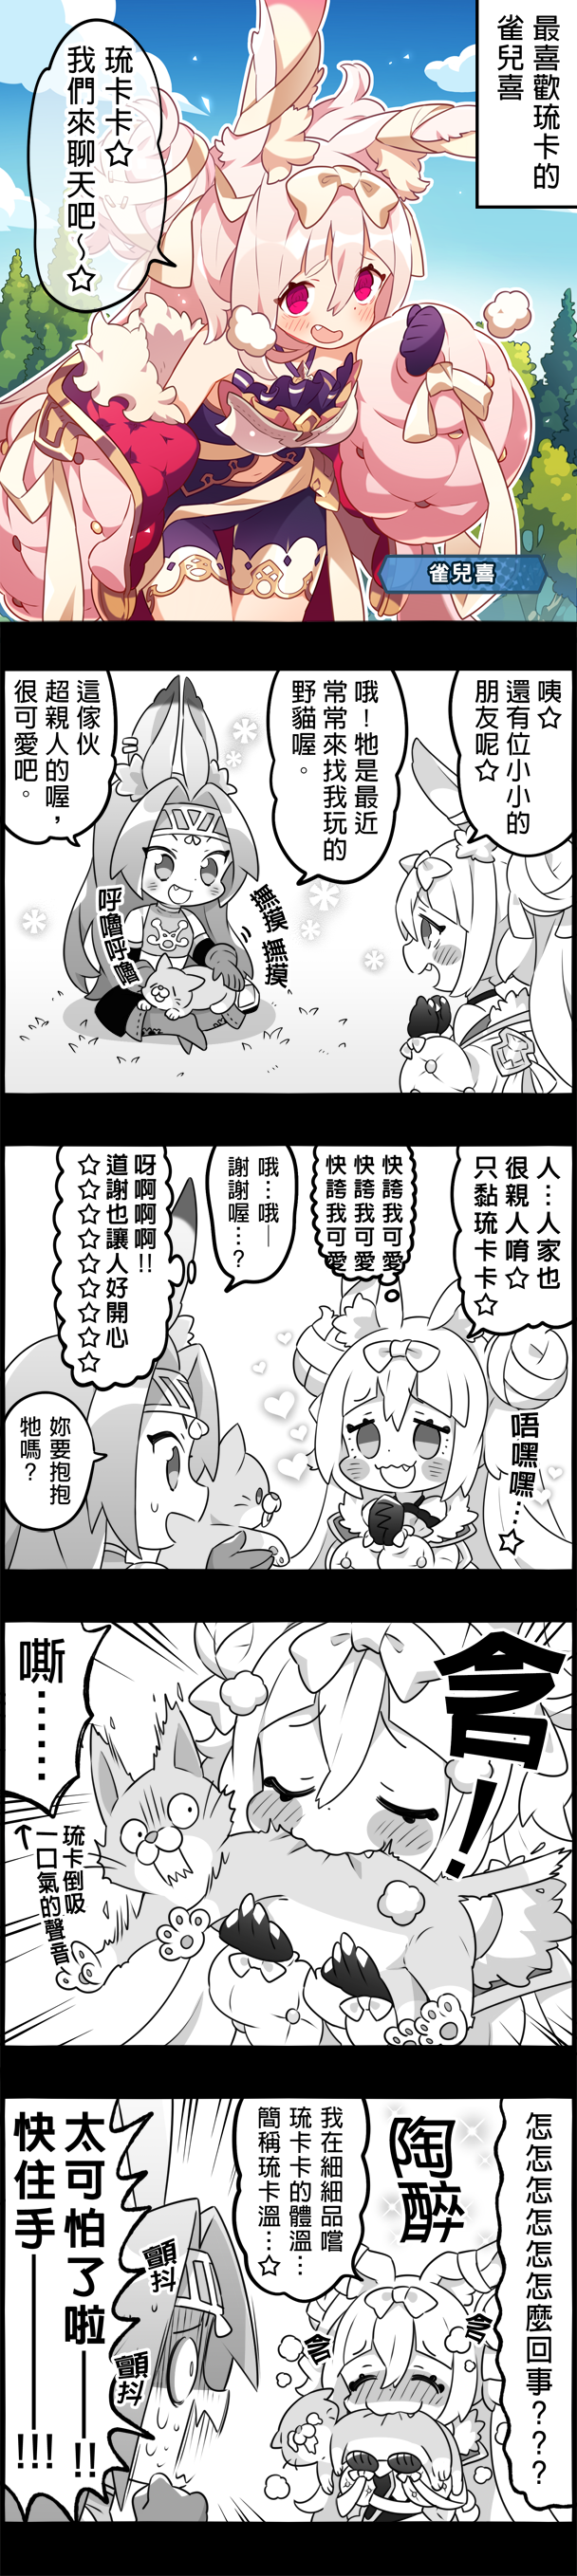 最喜歡琉卡的
雀兒喜
琉卡卡☆
我們來聊天吧～☆
雀兒喜
咦☆
還有位小小的
朋友呢☆
哦！牠是最近
常常來找我玩的
野貓喔。
這傢伙
超親人的喔，
很可愛吧。
撫摸撫摸
呼嚕呼嚕
人…人家也
很親人唷☆
只黏琉卡卡☆
快誇我可愛
快誇我可愛
快誇我可愛
唔嘿嘿…☆
哦…哦─
謝謝喔…？
呀啊啊啊!!
道謝也讓人好開心
☆☆☆☆☆☆☆☆☆
妳要抱抱
牠嗎？
含！
嘶……
琉卡倒吸
一口氣的聲音
怎怎怎怎怎怎麼回事？？？
陶醉
我在細細品嚐
琉卡卡的體溫…
簡稱琉卡溫…☆
含
含
顫抖
顫抖
太可怕了啦──!!
快住手──!!!